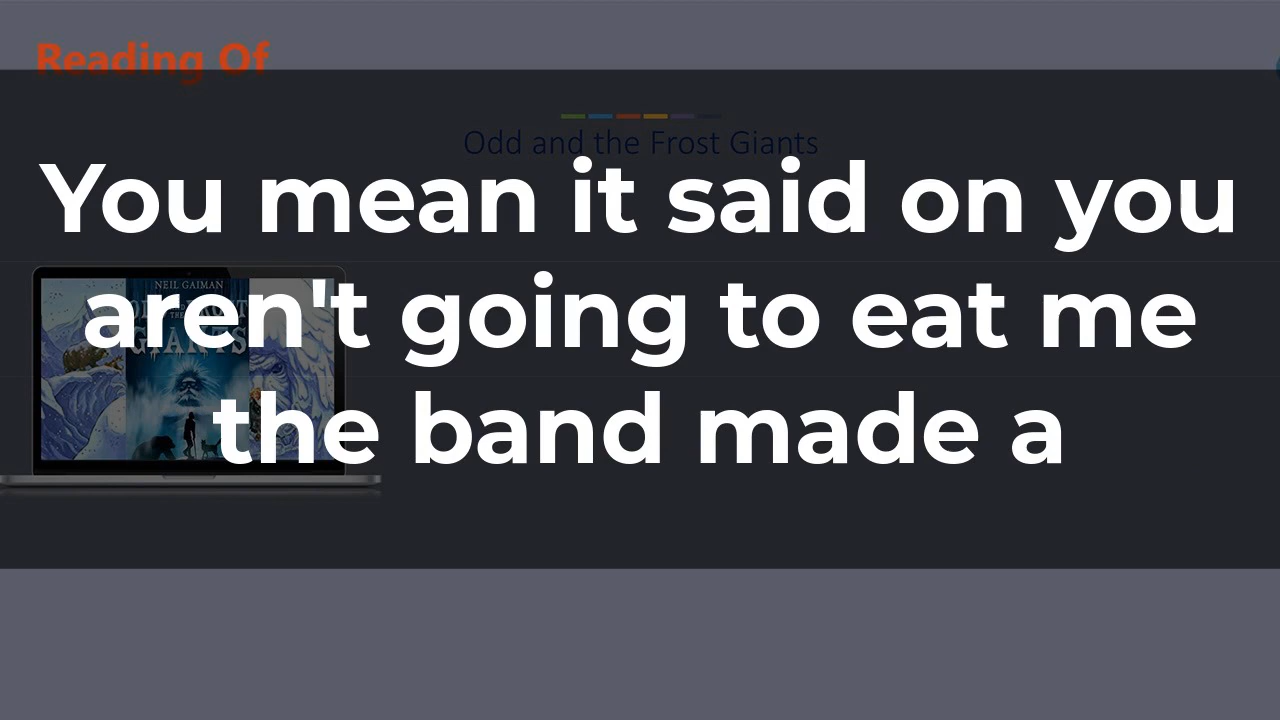 Reading Of
Odd and the Frost Giants
You mean it said on you
aren't going to eat me
the band made a
NEIL GAIMAN
GIANTS